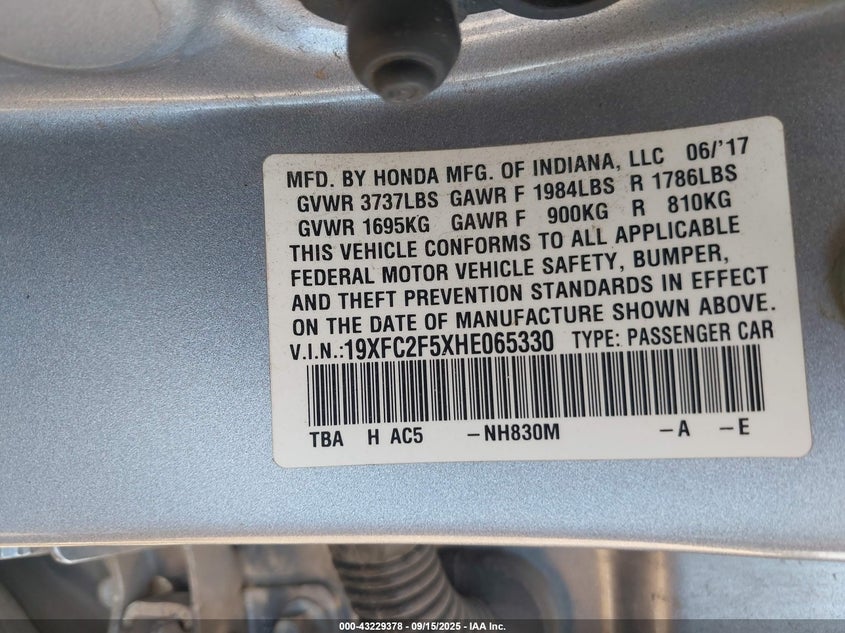 MFD. BY HONDA MFG. OF INDIANA, LLC 06/'17
GVWR 3737LBS GAWR F 1984LBS R 1786LBS
GVWR 1695KG GAWR F 900KG R 810KG
THIS VEHICLE CONFORMS TO ALL APPLICABLE
FEDERAL MOTOR VEHICLE SAFETY, BUMPER,
AND THEFT PREVENTION STANDARDS IN EFFECT
ON THE DATE OF MANUFACTURE SHOWN ABOVE.
V.I.N.:19XFC2F5XHE065330 TYPE: PASSENGER CAR
TBA H AC5 -NH830M -A -E
000-43229378 - 09/15/2025 - IAA Inc.